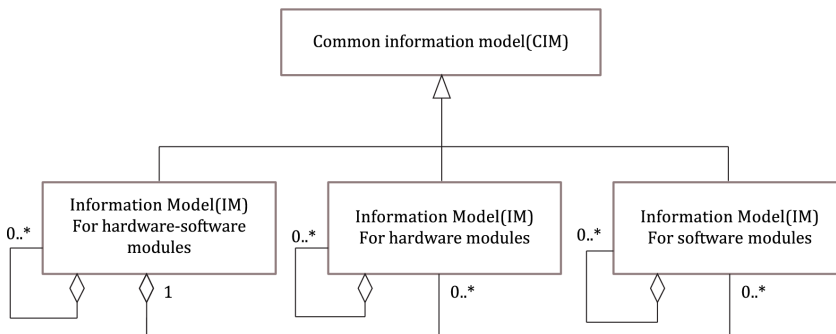 Common information model(CIM)
Information Model(IM)
For hardware-software
modules
Information Model(IM)
For hardware modules
Information Model(IM)
For software modules
0..*
0..*
0..*
1
0..*
0..*